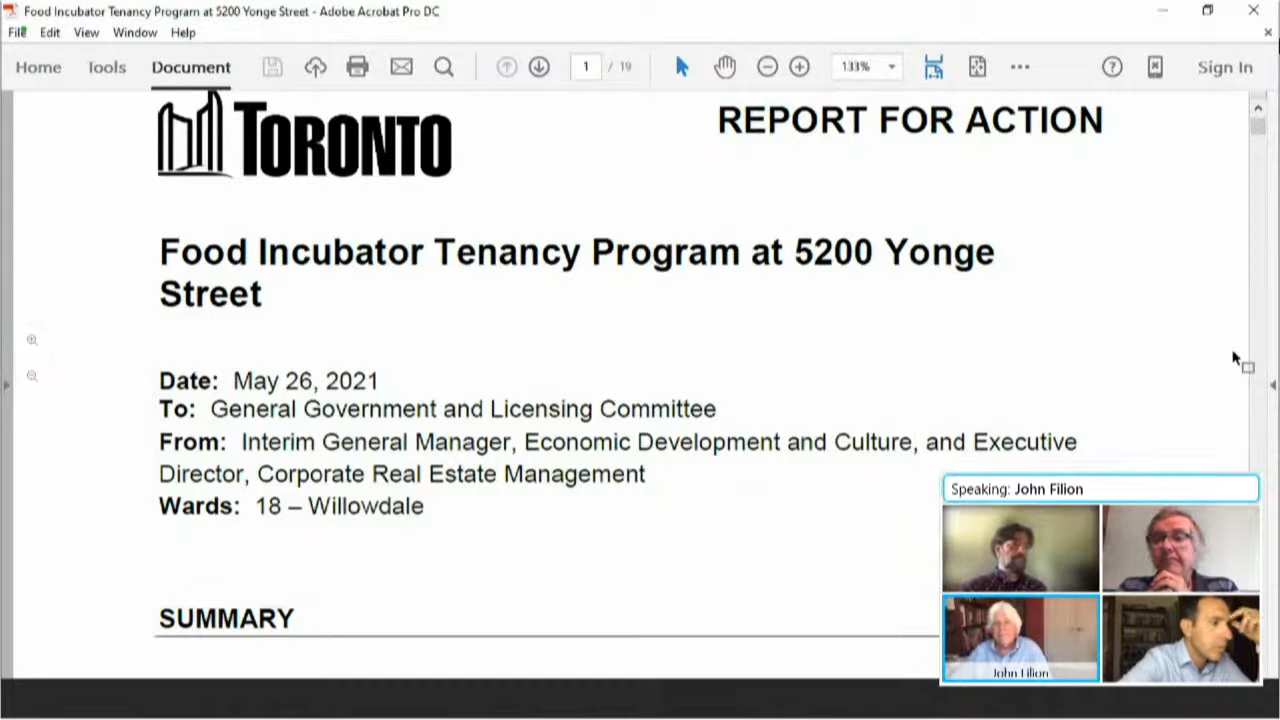 Food Incubator Tenancy Program at 5200 Yonge Street - Adobe Acrobat Pro DC
File Edit View Window Help
Home Tools Document 1 / 19 133% Sign In
TORONTO
REPORT FOR ACTION
Food Incubator Tenancy Program at 5200 Yonge
Street
Date: May 26, 2021
To: General Government and Licensing Committee
From: Interim General Manager, Economic Development and Culture, and Executive
Director, Corporate Real Estate Management
Wards: 18 – Willowdale
SUMMARY
Speaking: John Filion
John Filion